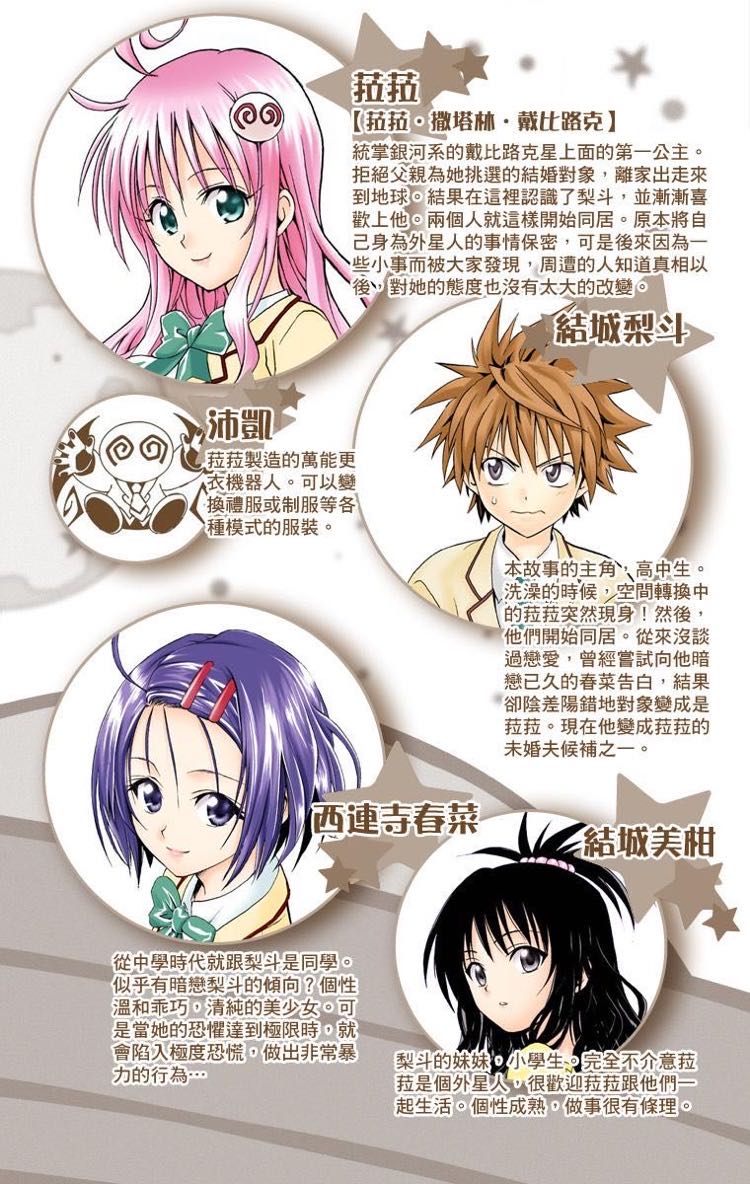 菈菈
【菈菈・撒塔林・戴比路克】
統掌銀河系的戴比路克星上面的第一公主。
拒絕父親為她挑選的結婚對象，離家出走來
到地球。結果在這裡認識了梨斗，並漸漸喜
歡上他。兩個人就這樣開始同居。原本將自
己身為外星人的事情保密，可是後來因為一
些小事而被大家發現，周遭的人知道真相以
後，對她的態度也沒有太大的改變。
結城梨斗
本故事的主角，高中生。
洗澡的時候，空間轉換中
的菈菈突然現身！然後，
他們開始同居。從來沒談
過戀愛，曾經嘗試向他暗
戀已久的春菜告白，結果
卻陰差陽錯地對象變成是
菈菈。現在他變成菈菈的
未婚夫候補之一。
沛凱
菈菈製造的萬能更
衣機器人。可以變
換禮服或制服等各
種模式的服裝。
西連寺春菜
從中學時代就跟梨斗是同學。
似乎有暗戀梨斗的傾向？個性
溫和乖巧，清純的美少女。可
是當她的恐懼達到極限時，就
會陷入極度恐慌，做出非常暴
力的行為…
結城美柑
梨斗的妹妹，小學生。完全不介意菈
菈是個外星人，很歡迎菈菈跟他們一
起生活。個性成熟，做事很有條理。